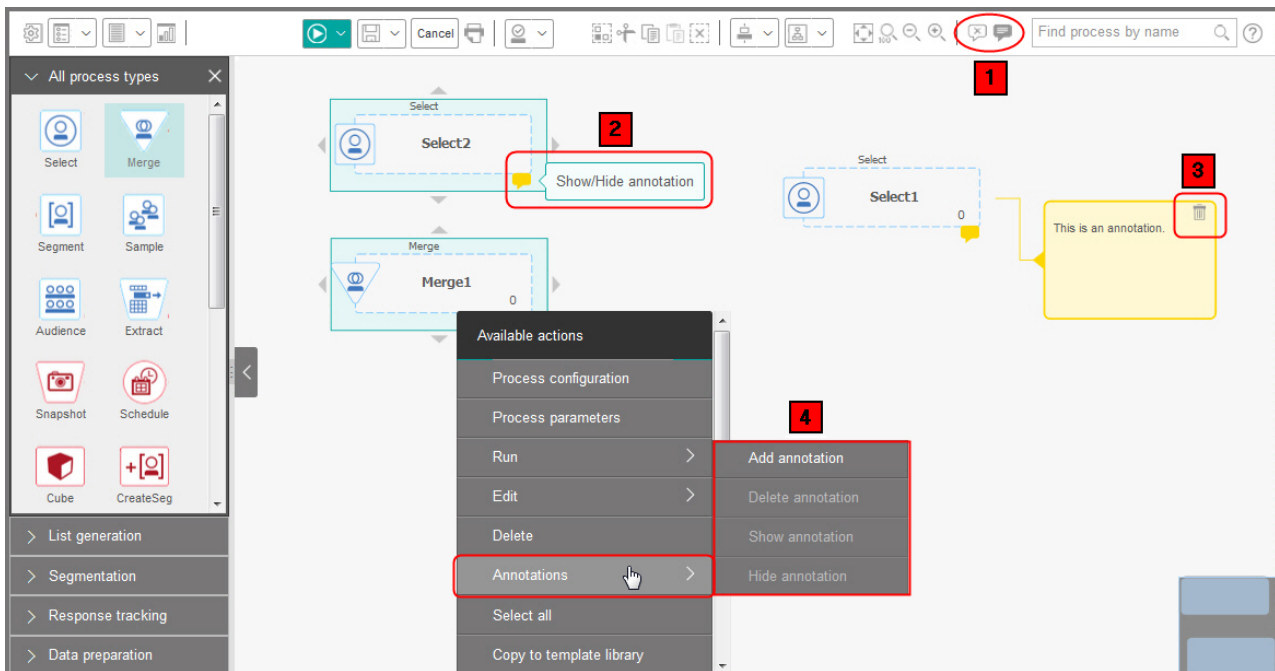 Cancel
100
Find process by name
1
All process types
Select
Merge
Segment
Sample
Audience
Extract
Snapshot
Schedule
Cube
CreateSeg
List generation
Segmentation
Response tracking
Data preparation
Select
Select2
2
Show/Hide annotation
Merge
Merge1
0
Select
Select1
0
3
This is an annotation.
Available actions
Process configuration
Process parameters
Run
Edit
Delete
Annotations
Select all
Copy to template library
4
Add annotation
Delete annotation
Show annotation
Hide annotation